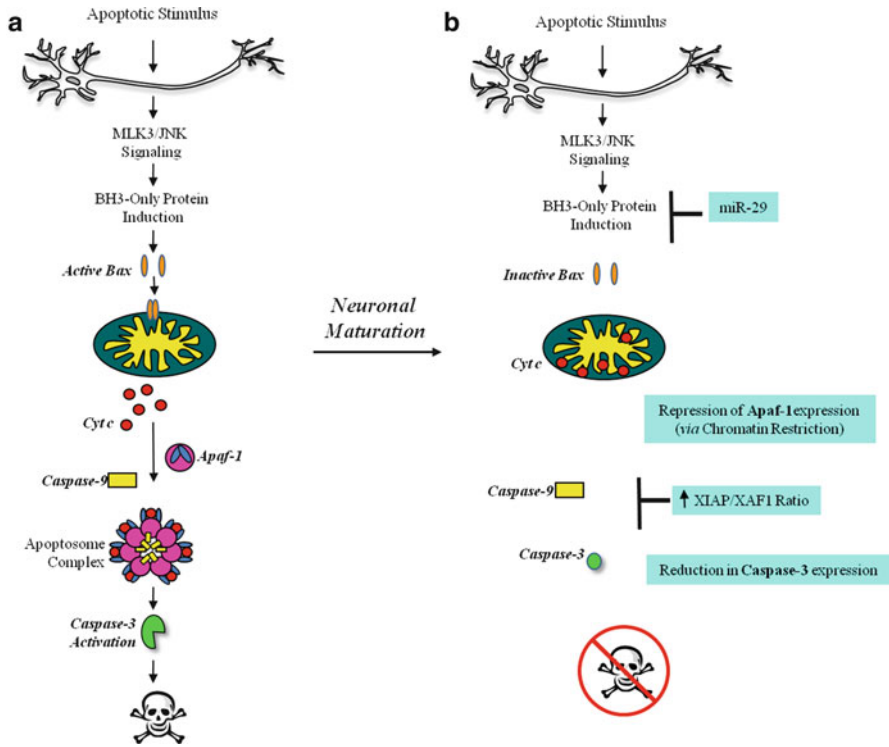 a
Apoptotic Stimulus
MLK3/JNK
Signaling
BH3-Only Protein
Induction
Active Bax
Cyt c
Apaf-1
Caspase-9
Apoptosome
Complex
Caspase-3
Activation
Neuronal
Maturation
b
Apoptotic Stimulus
MLK3/JNK
Signaling
BH3-Only Protein
Induction
miR-29
Inactive Bax
Cyt c
Repression of Apaf-1expression
(via Chromatin Restriction)
Caspase-9
↑ XIAP/XAF1 Ratio
Caspase-3
Reduction in Caspase-3 expression